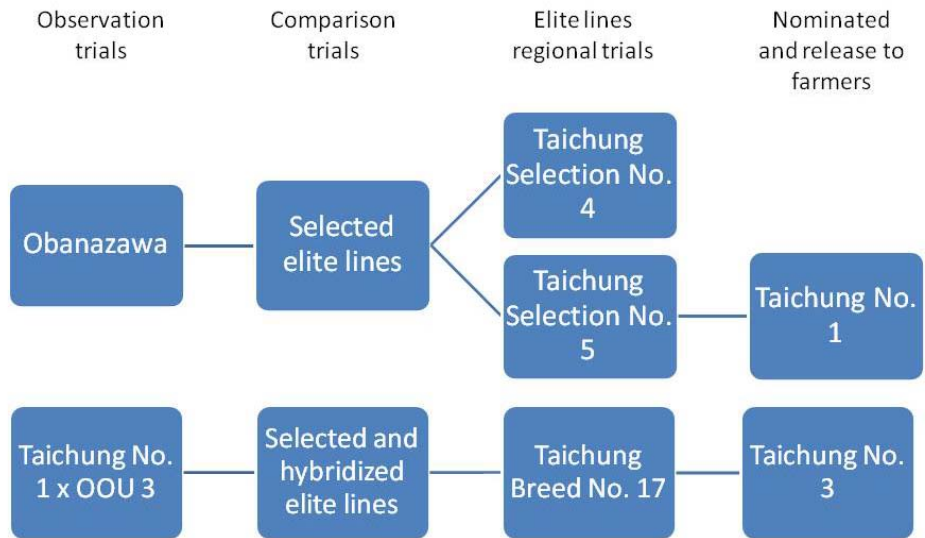 Observation
trials
Comparison
trials
Elite lines
regional trials
Nominated
and release to
farmers
Obanazawa
Selected
elite lines
Taichung
Selection No.
4
Taichung
Selection No.
5
Taichung No.
1
Taichung No.
1 x OOU 3
Selected and
hybridized
elite lines
Taichung
Breed No. 17
Taichung No.
3